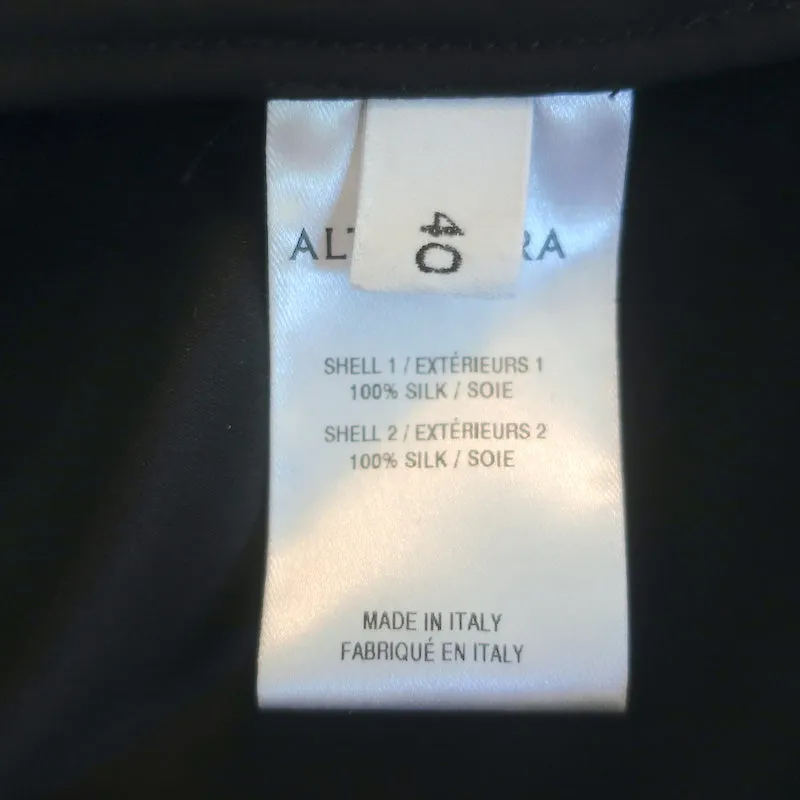 40
SHELL 1 / EXTÉRIEURS 1
100% SILK / SOIE
SHELL 2 / EXTÉRIEURS 2
100% SILK / SOIE
MADE IN ITALY
FABRIQUÉ EN ITALY